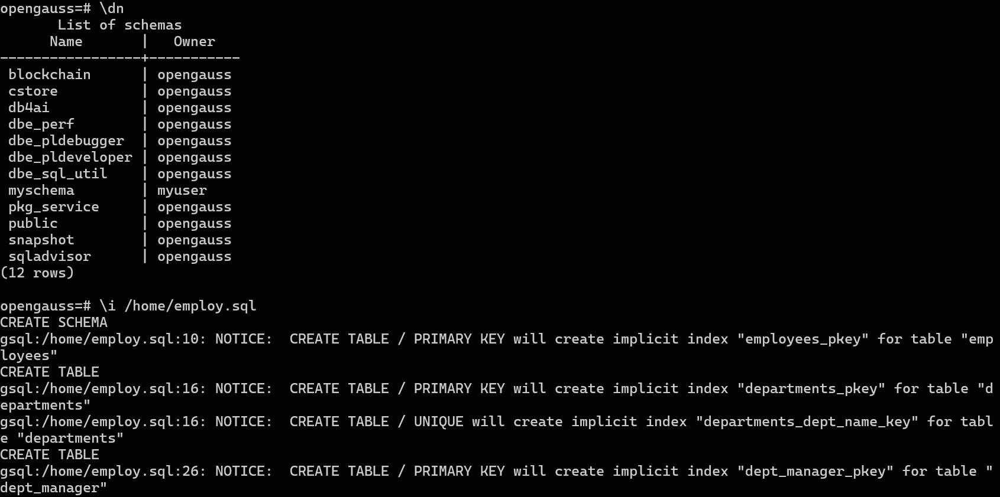 opengauss=# \dn
       List of schemas
      Name       |   Owner
-----------------+-----------
 blockchain      | opengauss
 cstore          | opengauss
 db4ai           | opengauss
 dbe_perf        | opengauss
 dbe_pldebugger  | opengauss
 dbe_pldeveloper | opengauss
 dbe_sql_util    | opengauss
 myschema        | myuser
 pkg_service     | opengauss
 public          | opengauss
 snapshot        | opengauss
 sqladvisor      | opengauss
(12 rows)

opengauss=# \i /home/employ.sql
CREATE SCHEMA
gsql:/home/employ.sql:10: NOTICE:  CREATE TABLE / PRIMARY KEY will create implicit index "employees_pkey" for table "emp
loyees"
CREATE TABLE
gsql:/home/employ.sql:16: NOTICE:  CREATE TABLE / PRIMARY KEY will create implicit index "departments_pkey" for table "d
epartments"
gsql:/home/employ.sql:16: NOTICE:  CREATE TABLE / UNIQUE will create implicit index "departments_dept_name_key" for tabl
e "departments"
CREATE TABLE
gsql:/home/employ.sql:26: NOTICE:  CREATE TABLE / PRIMARY KEY will create implicit index "dept_manager_pkey" for table "
dept_manager"